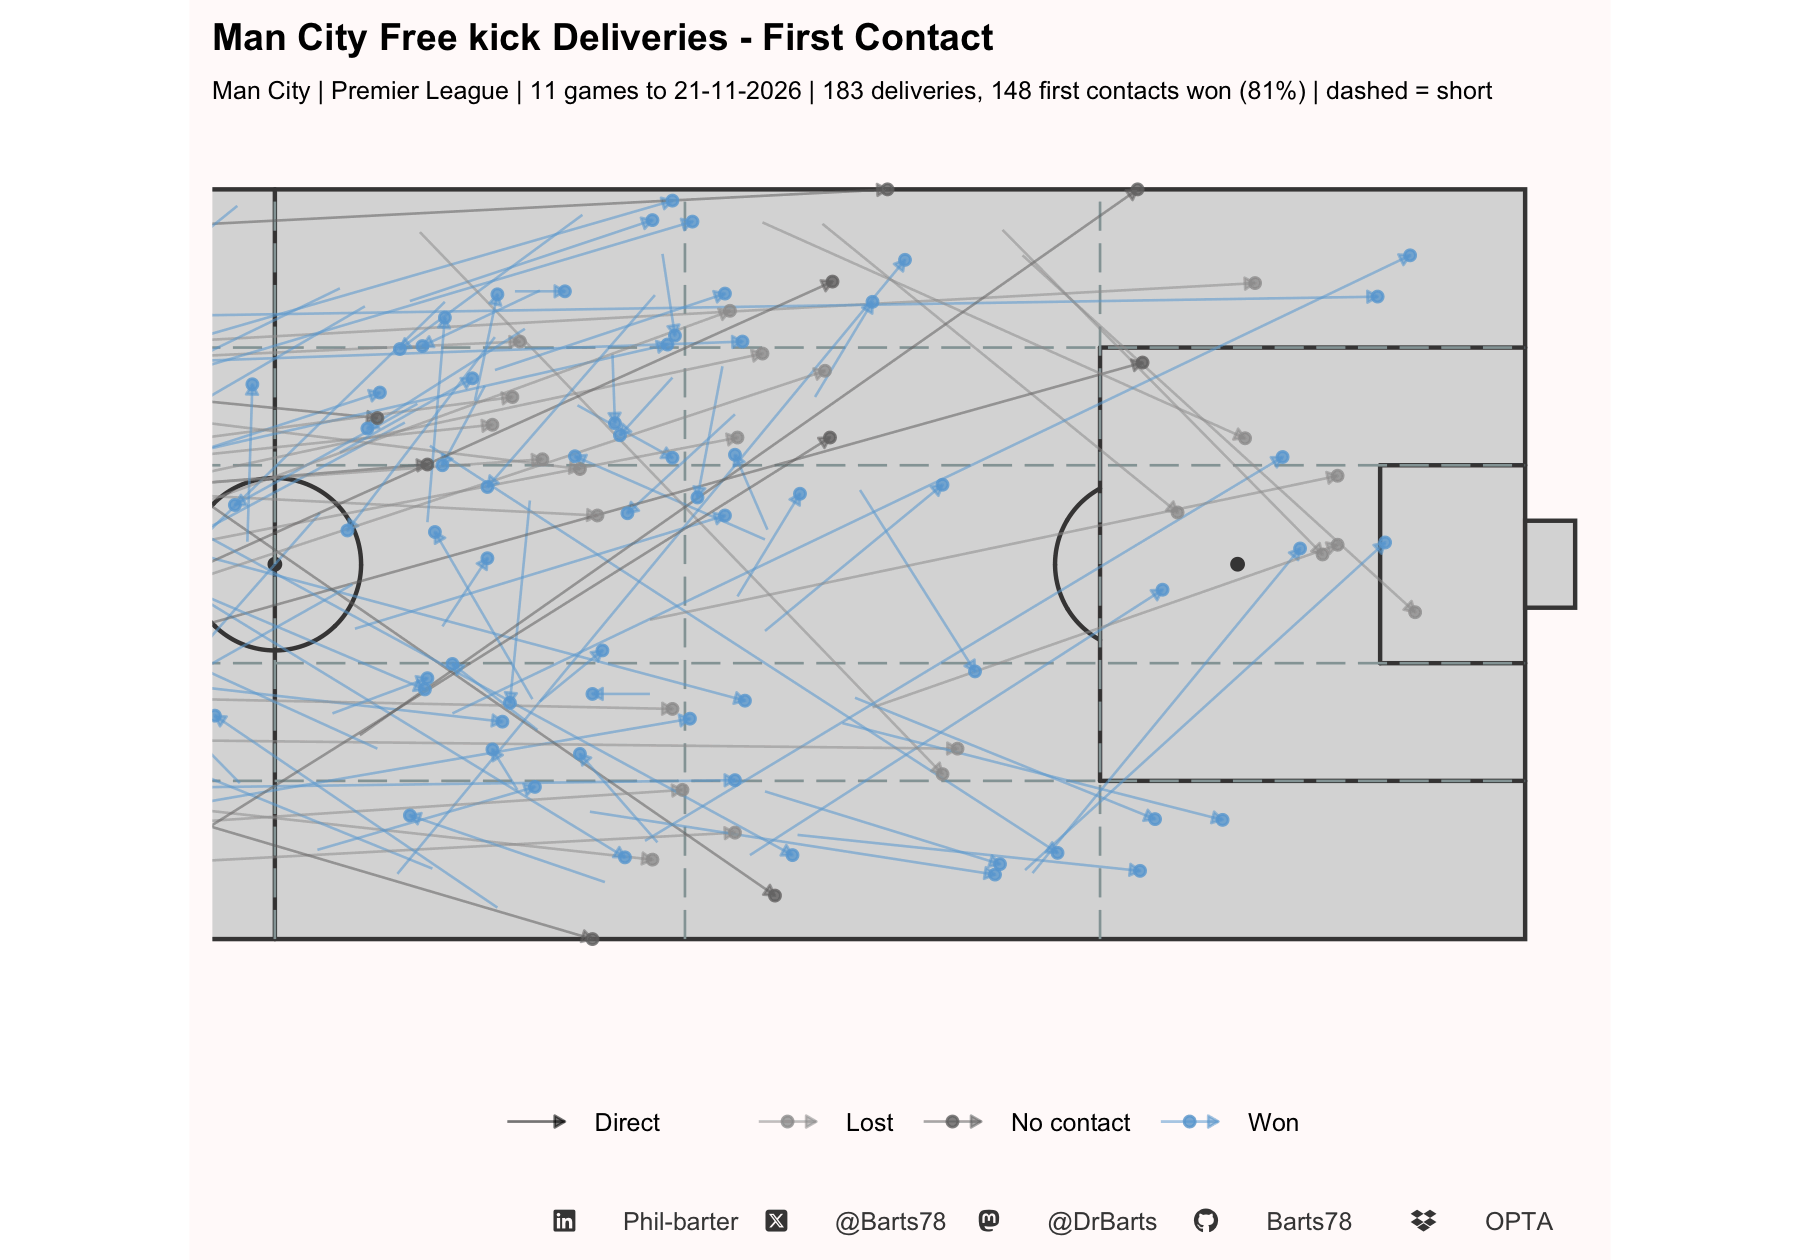 Man City Free kick Deliveries - First Contact
Man City | Premier League | 11 games to 21-11-2026 | 183 deliveries, 148 first contacts won (81%) | dashed = short
Direct Lost No contact Won
Phil-barter @Barts78 @DrBarts Barts78 OPTA